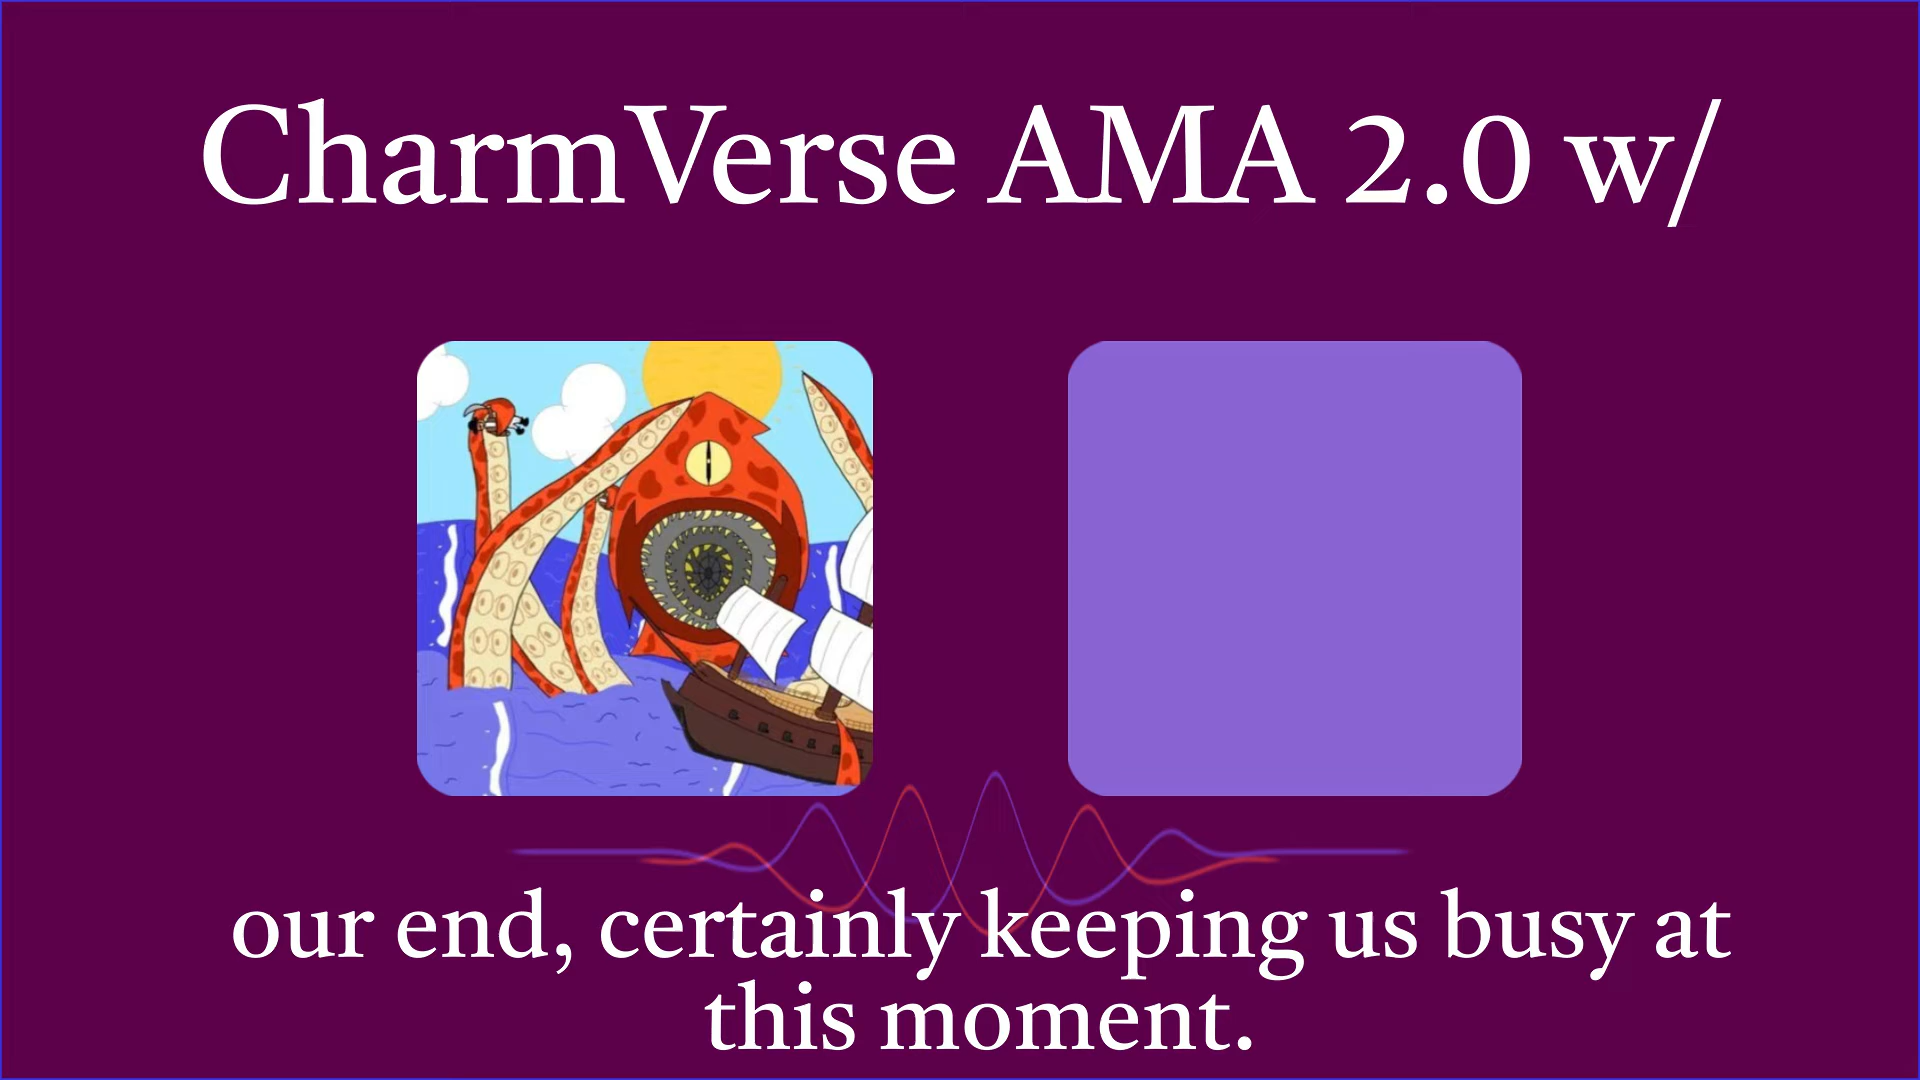 CharmVerse AMA 2.0 w/
our end, certainly keeping us busy at
this moment.